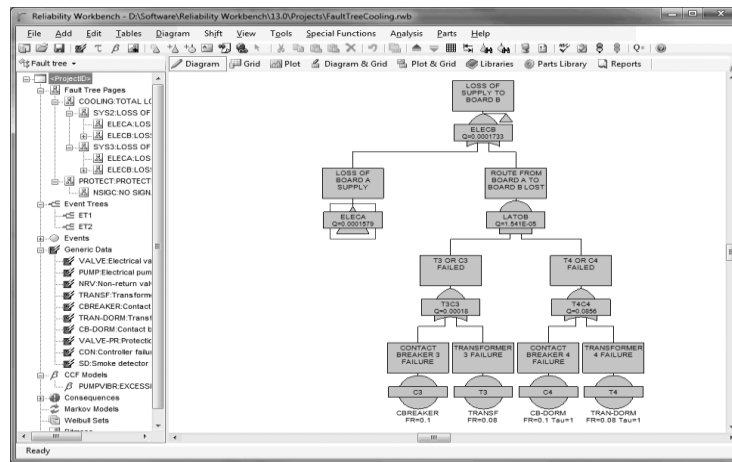 Reliability Workbench - D:\Software\Reliability Workbench\13.0\Projects\FaultTreeCooling.rwb
File Add Edit Tables Diagram Shift View Tools Special Functions Analysis Parts Help
Fault tree Diagram Grid Plot Diagram & Grid Plot & Grid Libraries Parts Library Reports
<ProjectID>
Fault Tree Pages
COOLING:TOTAL LO
SYS2:LOSS OF
ELECA:LOS
ELECB:LOS
SYS3:LOSS OF
ELECA:LOS
ELECB:LOS
PROTECT:PROTECT
NSIGC:NO SIGN
Event Trees
ET1
ET2
Events
Generic Data
VALVE:Electrical va
PUMP:Electrical pum
NRV:Non-return val
TRANSF:Transforme
CBREAKER:Contact
TRAN-DORM:Transf
CB-DORM:Contact b
VALVE-PR:Protectio
CON:Controller failu
SD:Smoke detector
CCF Models
PUMPVIBR:EXCESSI
Consequences
Markov Models
Weibull Sets
LOSS OF
SUPPLY TO
BOARD B
ELECB
Q=0.0001733
LOSS OF
BOARD A
SUPPLY
ELECA
Q=0.0001579
ROUTE FROM
BOARD A TO
BOARD B LOST
LATOB
Q=1.541E-05
T3 OR C3
FAILED
T3C3
Q=0.00018
T4 OR C4
FAILED
T4C4
Q=0.0856
CONTACT
BREAKER 3
FAILURE
C3
CBREAKER
FR=0.1
TRANSFORMER
3 FAILURE
T3
TRANSF
FR=0.08
CONTACT
BREAKER 4
FAILURE
C4
CB-DORM
FR=0.1 Tau=1
TRANSFORMER
4 FAILURE
T4
TRAN-DORM
FR=0.08 Tau=1
Ready